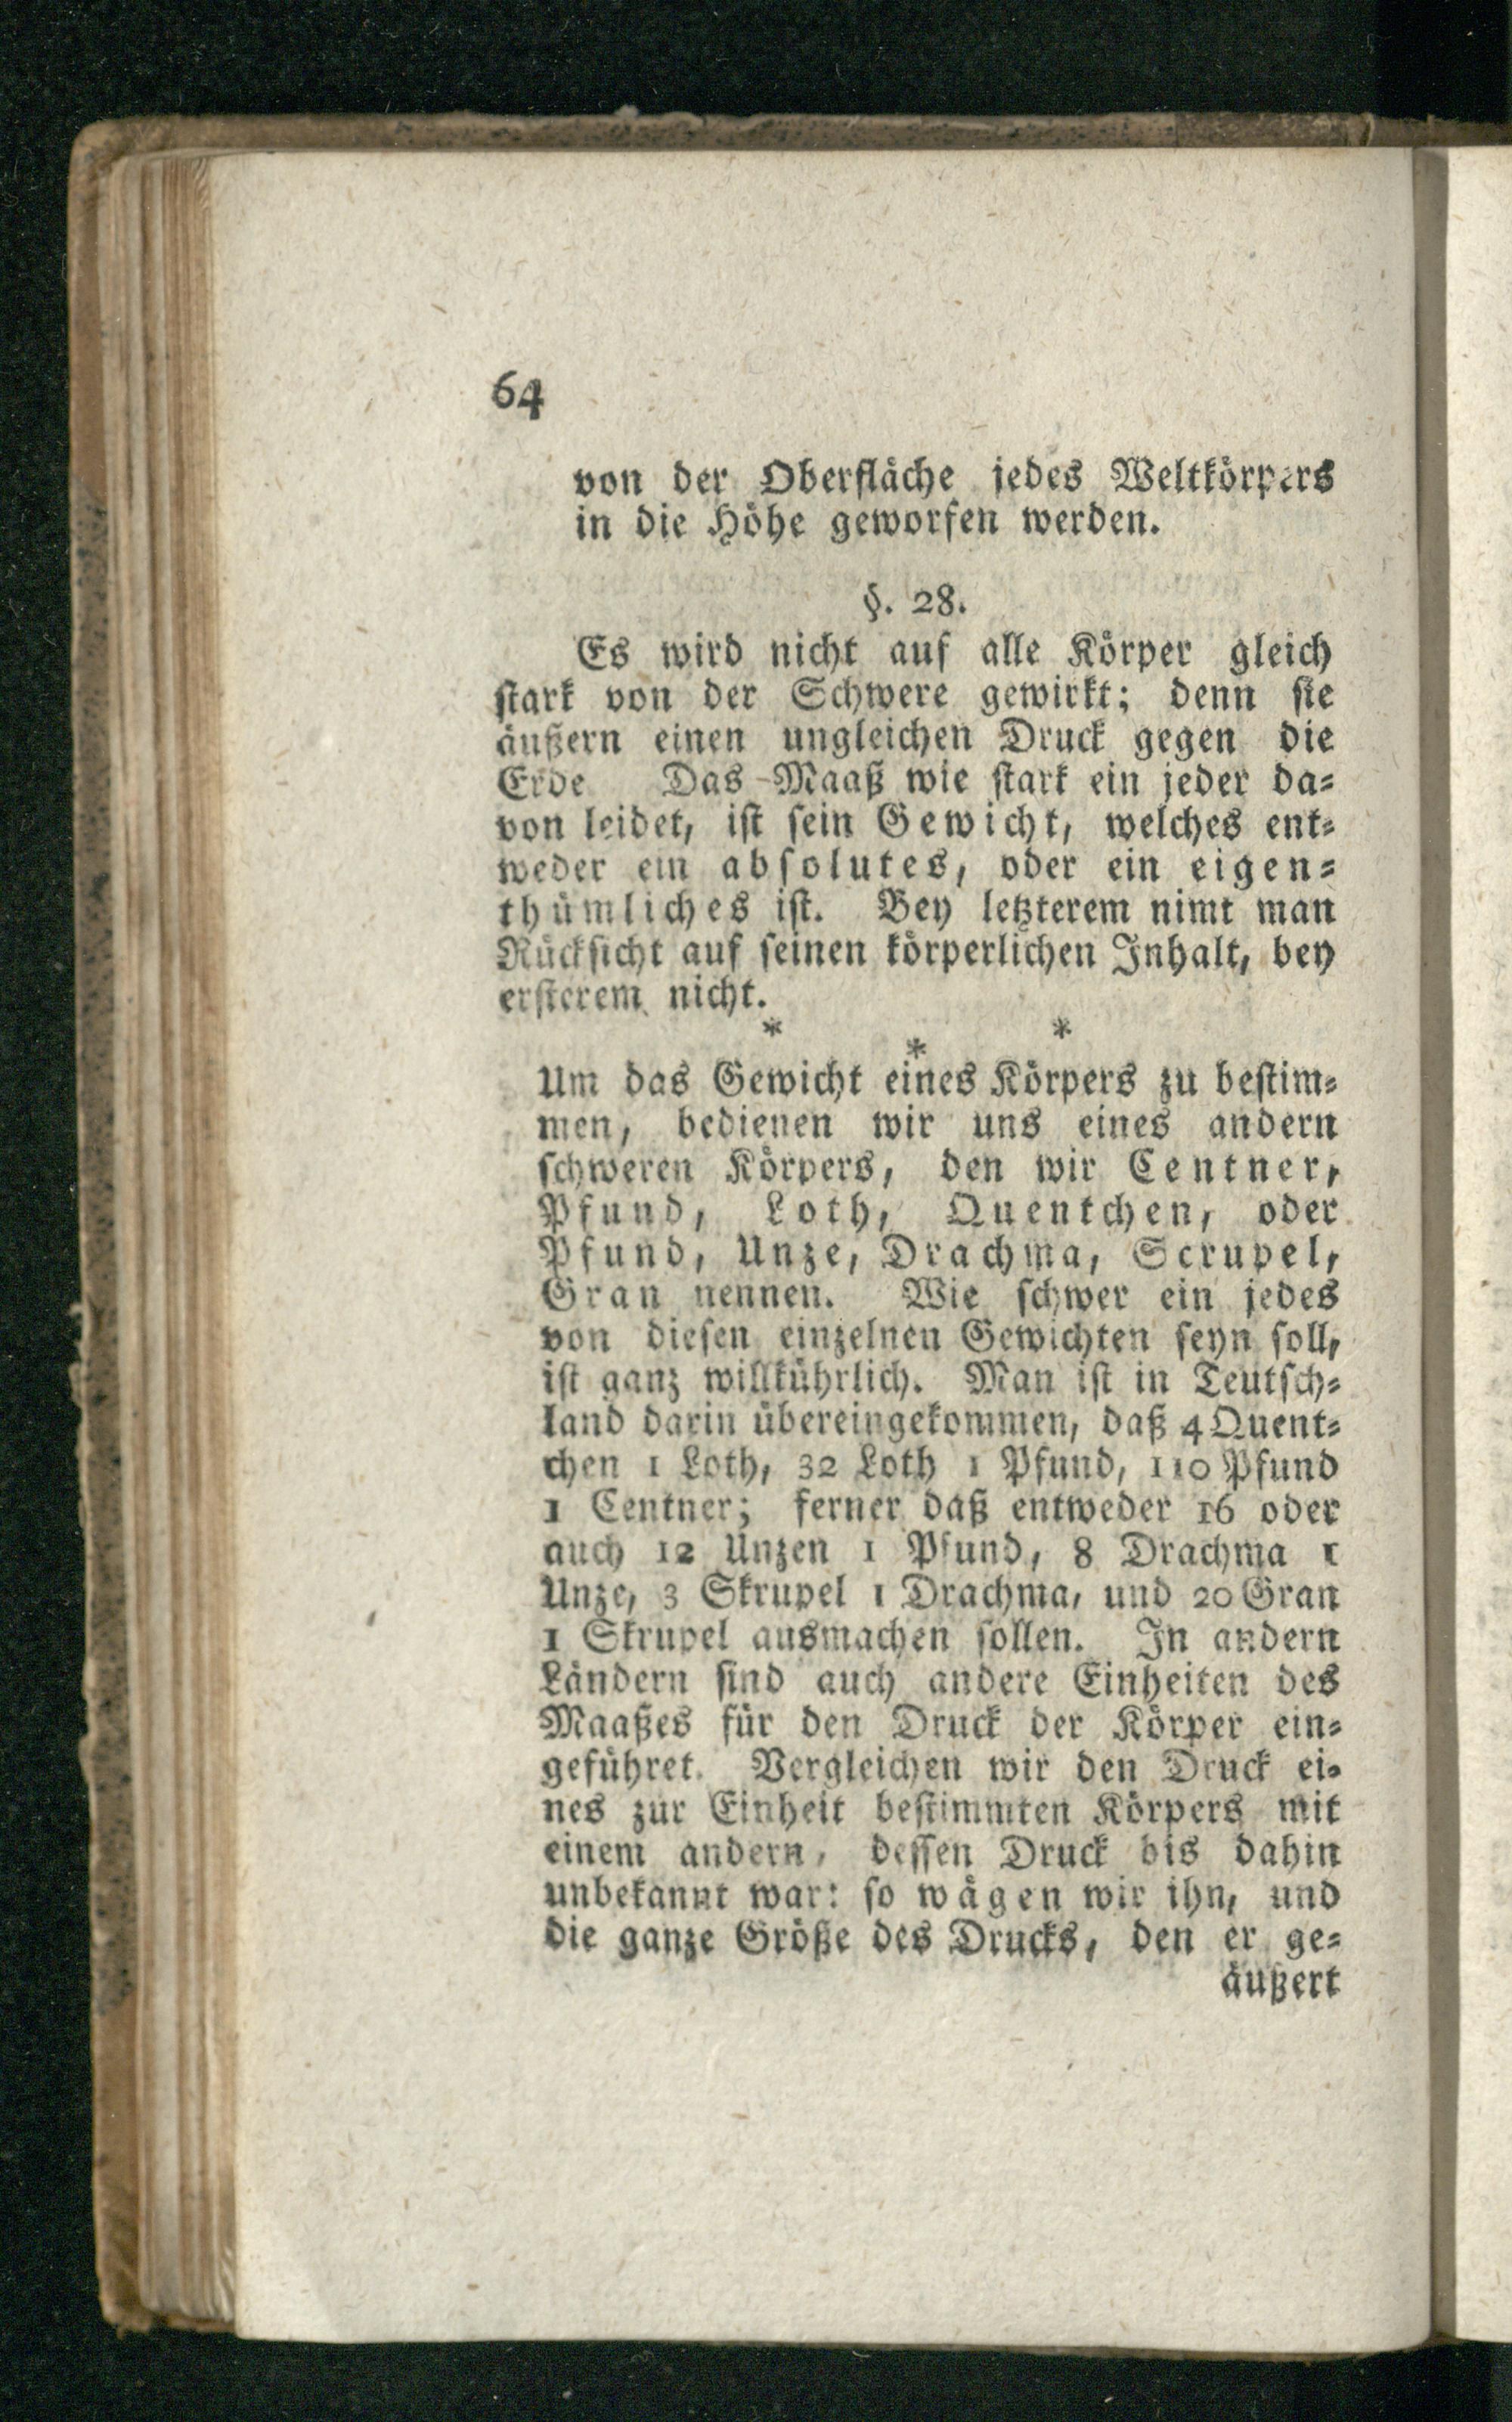 64
von der Oberfläche jedes Weltkörpers
in die Höhe geworfen werden.
§. 28.
Es wird nicht auf alle Körper gleich
stark von der Schwere gewirkt; denn sie
äußern einen ungleichen Druck gegen die
Erde Das Maaß wie stark ein jeder da-
von leidet, ist sein Gewicht, welches ent-
weder ein absolutes, oder ein eigen-
thümliches ist. Bey letzterem nimt man
Rücksicht auf seinen körperlichen Inhalt, bey
ersterem nicht.
* * *
Um das Gewicht eines Körpers zu bestim-
men, bedienen wir uns eines andern
schweren Körpers, den wir Centner,
Pfund, Loth, Quentchen, oder
Pfund, Unze, Drachma, Scrupel,
Gran nennen. Wie schwer ein jedes
von diesen einzelnen Gewichten seyn soll,
ist ganz willkührlich. Man ist in Teutsch-
land darin übereingekommen, daß 4 Quent-
chen 1 Loth, 32 Loth 1 Pfund, 110 Pfund
1 Centner; ferner daß entweder 16 oder
auch 12 Unzen 1 Pfund, 8 Drachma 1
Unze, 3 Skrupel 1 Drachma, und 20 Gran
1 Skrupel ausmachen sollen. In andern
Ländern sind auch andere Einheiten des
Maaßes für den Druck der Körper ein-
geführet. Vergleichen wir den Druck ei-
nes zur Einheit bestimmten Körpers mit
einem andern, dessen Druck bis dahin
unbekannt war: so wägen wir ihn, und
die ganze Größe des Drucks, den er ge-
äußert